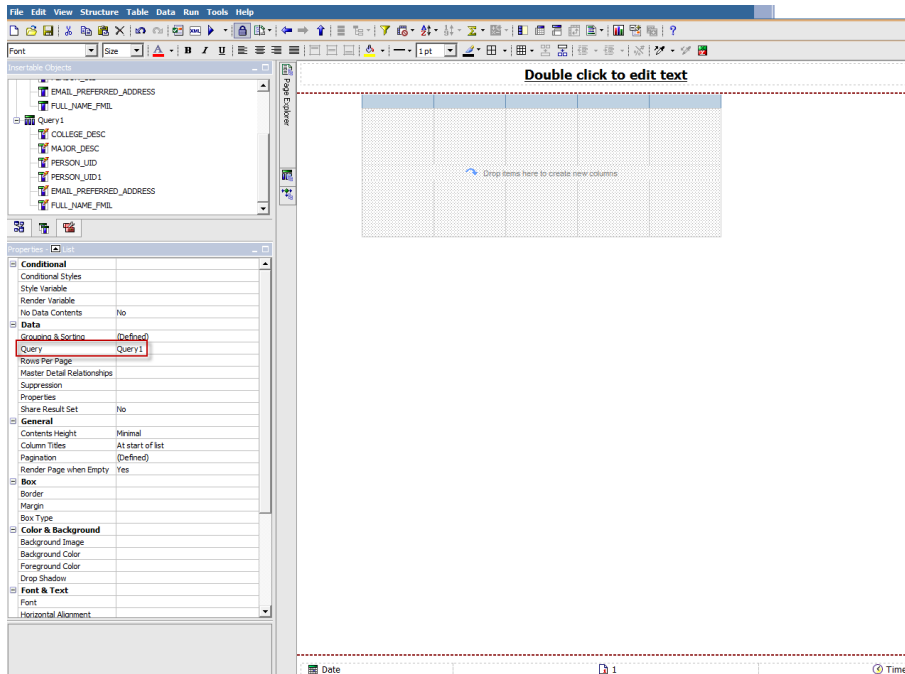 File Edit View Structure Table Data Run Tools Help
Font Size 1 pt
Insertable Objects
EMAIL_PREFERRED_ADDRESS
FULL_NAME_FMIL
Query1
COLLEGE_DESC
MAJOR_DESC
PERSON_UID
PERSON_UID1
EMAIL_PREFERRED_ADDRESS
FULL_NAME_FMIL
Properties - List
Conditional
Conditional Styles
Style Variable
Render Variable
No Data Contents No
Data
Grouping & Sorting (Defined)
Query Query1
Rows Per Page
Master Detail Relationships
Suppression
Properties
Share Result Set No
General
Contents Height Minimal
Column Titles At start of list
Pagination (Defined)
Render Page when Empty Yes
Box
Border
Margin
Box Type
Color & Background
Background Image
Background Color
Foreground Color
Drop Shadow
Font & Text
Font
Horizontal Alignment
Page Explorer
Double click to edit text
Drop items here to create new columns
Date 1 Time